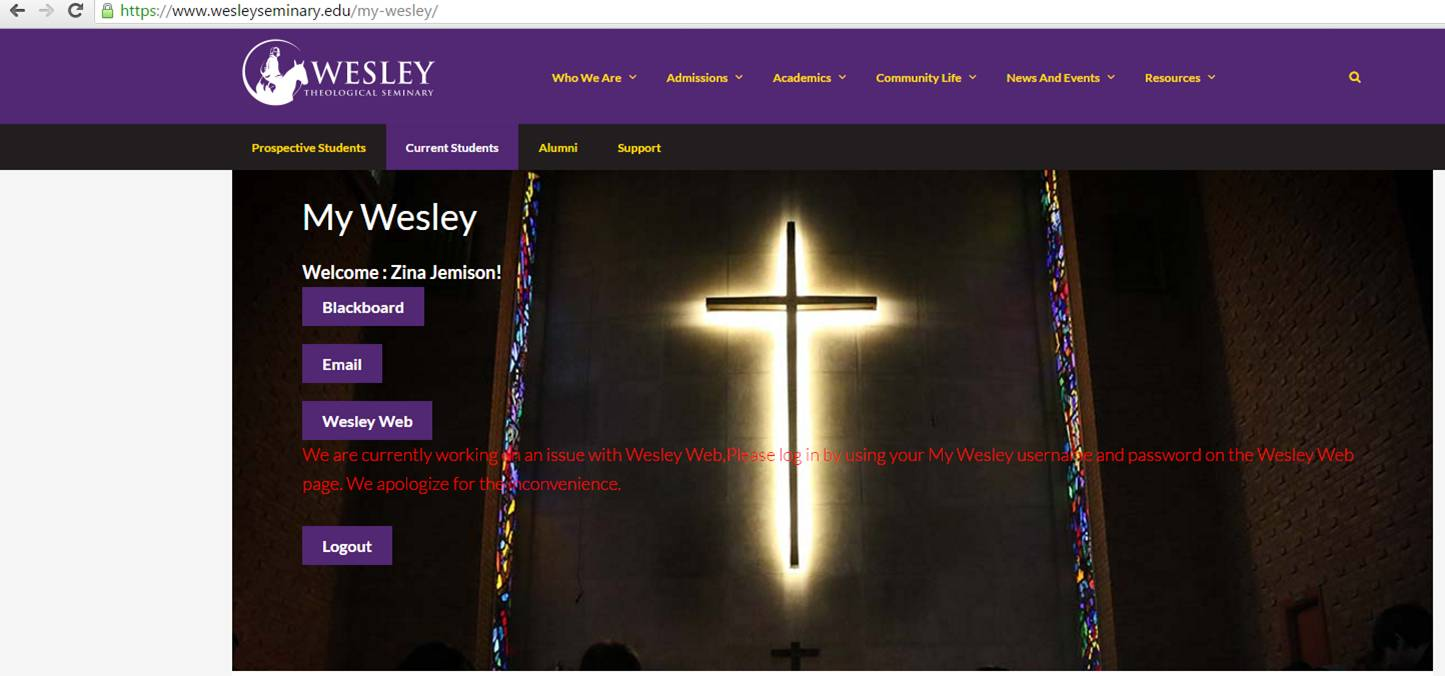 https://www.wesleyseminary.edu/my-wesley/
WESLEY
THEOLOGICAL SEMINARY
Who We Are Admissions Academics Community Life News And Events Resources
Prospective Students Current Students Alumni Support
My Wesley
Welcome : Zina Jemison!
Blackboard
Email
Wesley Web
We are currently working on an issue with Wesley Web,Please log in by using your My Wesley username and password on the Wesley Web
page. We apologize for the inconvenience.
Logout